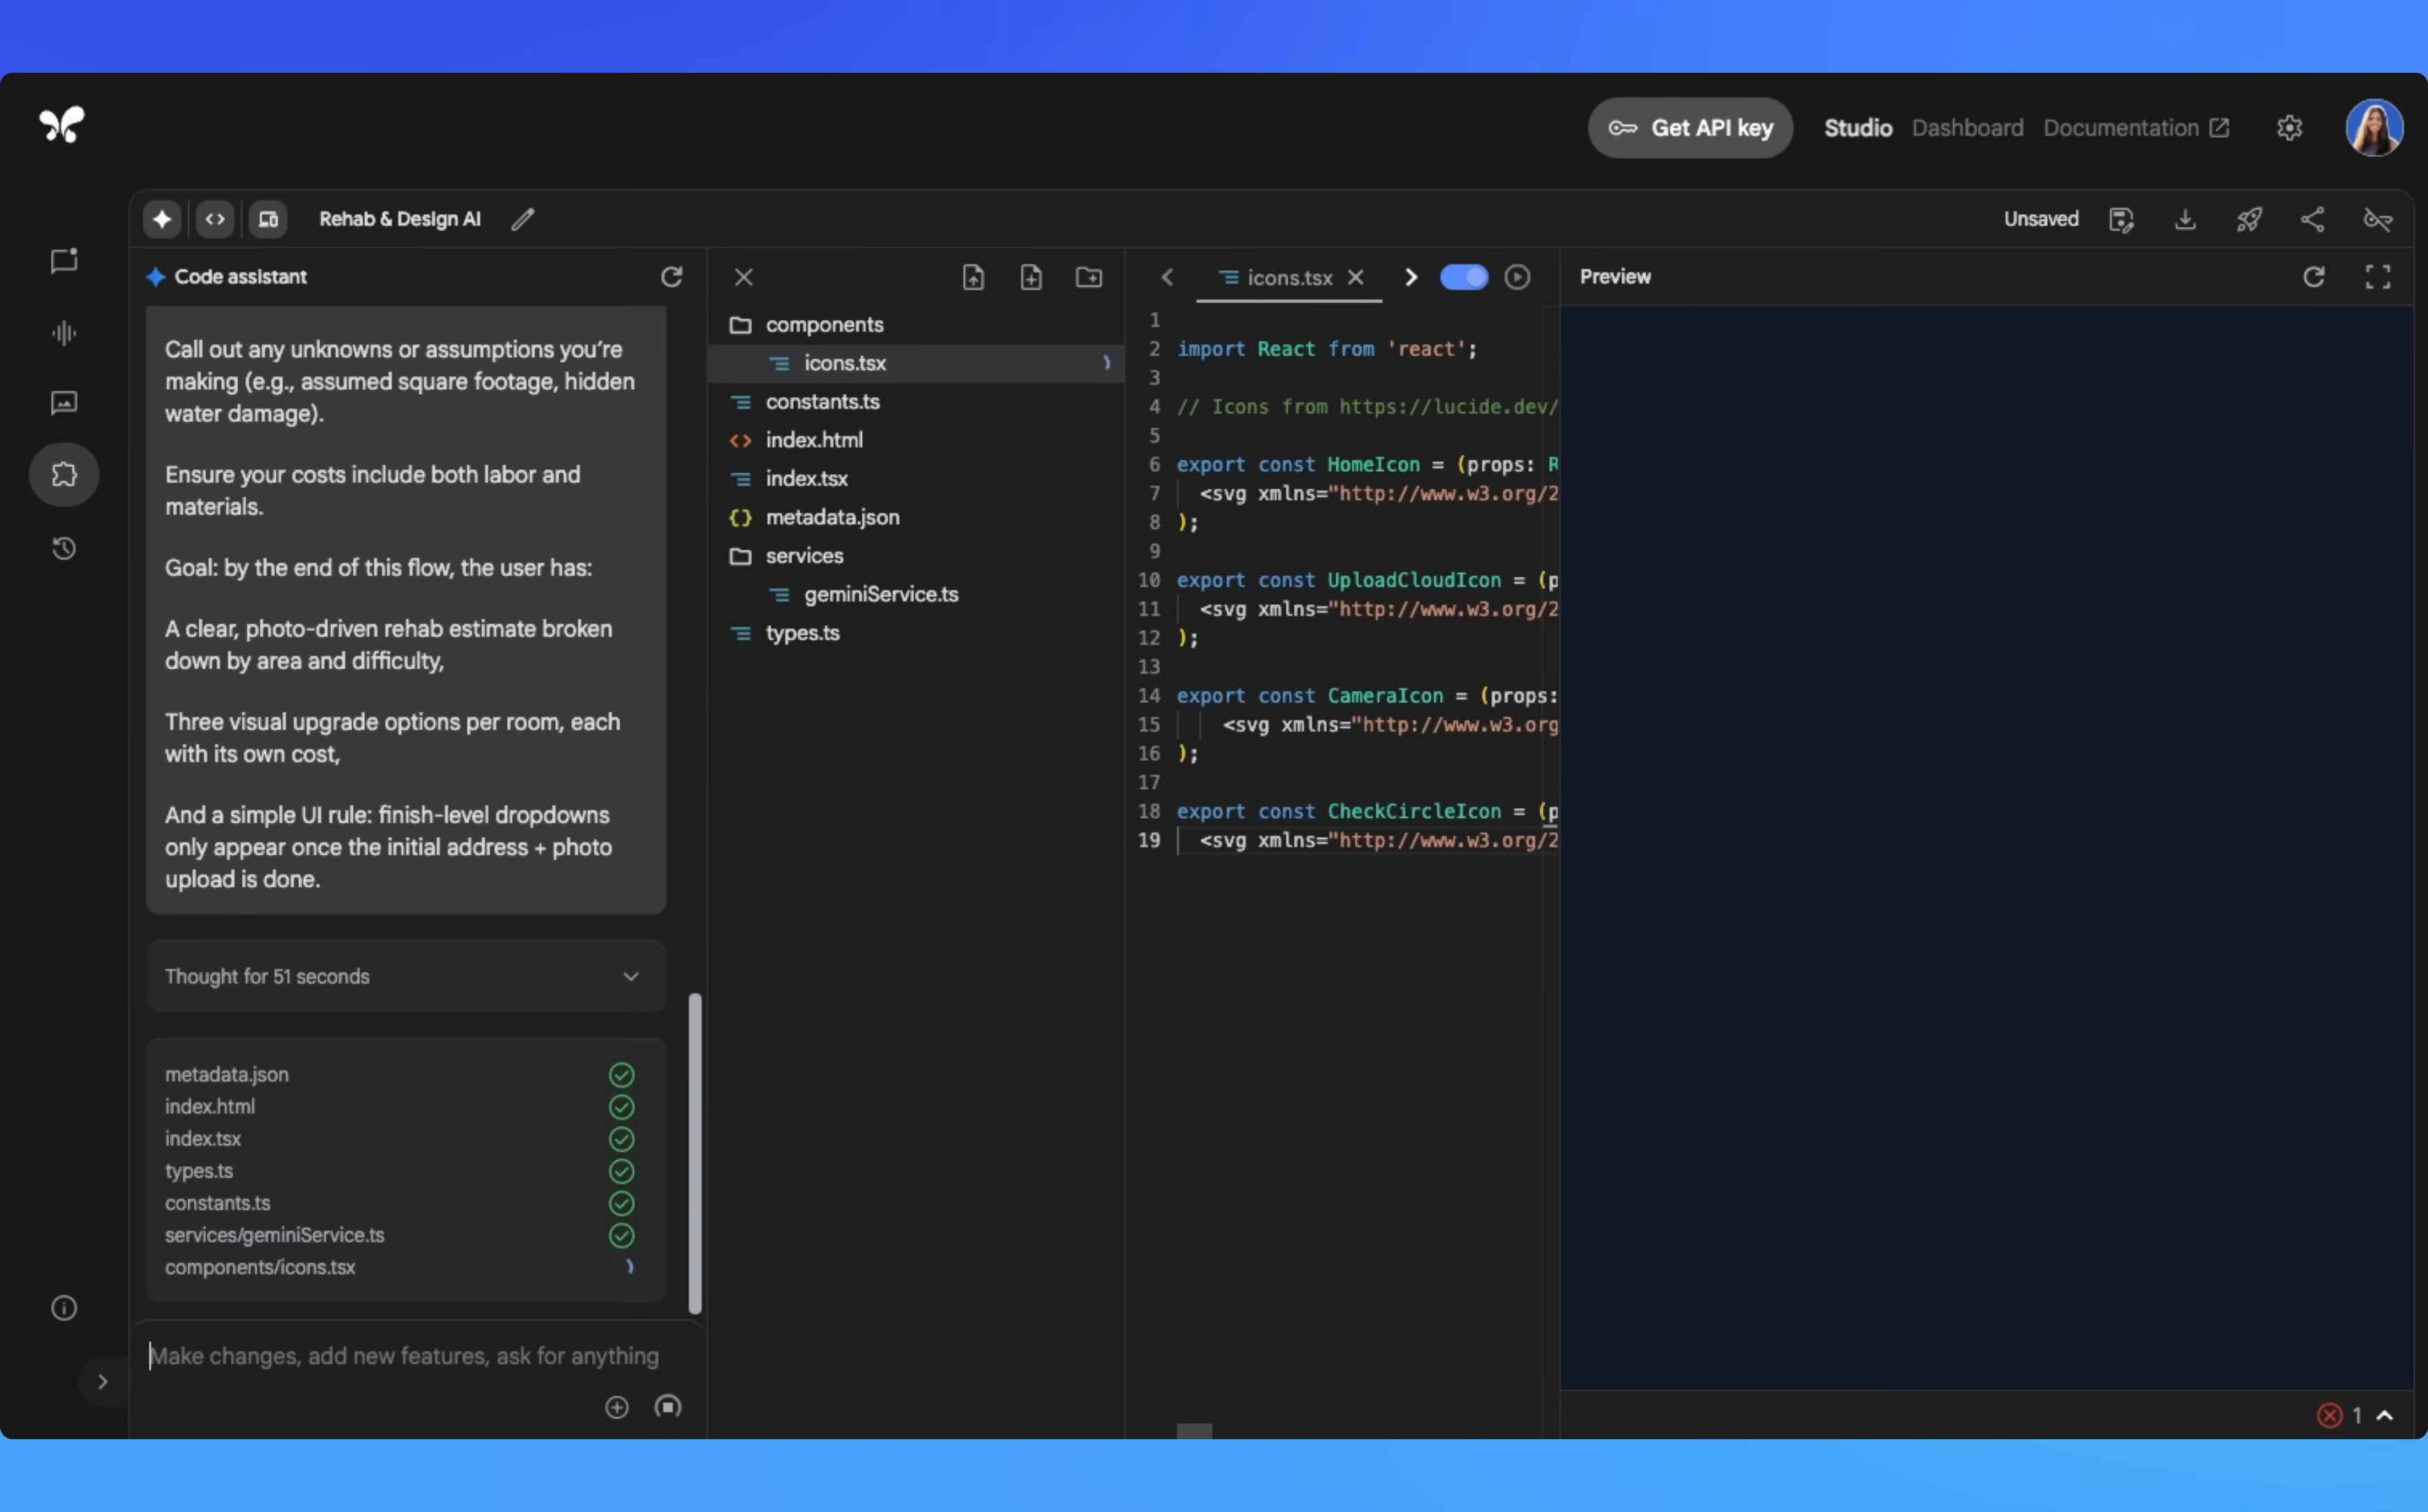 Get API key
Studio
Dashboard
Documentation
Rehab & Design AI
Unsaved
Code assistant
Call out any unknowns or assumptions you’re
making (e.g., assumed square footage, hidden
water damage).
Ensure your costs include both labor and
materials.
Goal: by the end of this flow, the user has:
A clear, photo-driven rehab estimate broken
down by area and difficulty,
Three visual upgrade options per room, each
with its own cost,
And a simple UI rule: finish-level dropdowns
only appear once the initial address + photo
upload is done.
Thought for 51 seconds
metadata.json
index.html
index.tsx
types.ts
constants.ts
services/geminiService.ts
components/icons.tsx
Make changes, add new features, ask for anything
components
icons.tsx
constants.ts
index.html
index.tsx
metadata.json
services
geminiService.ts
types.ts
icons.tsx
1
2 import React from 'react';
3
4 // Icons from https://lucide.dev/
5
6 export const HomeIcon = (props: R
7 <svg xmlns="http://www.w3.org/2
8 );
9
10 export const UploadCloudIcon = (p
11 <svg xmlns="http://www.w3.org/2
12 );
13
14 export const CameraIcon = (props:
15 <svg xmlns="http://www.w3.org
16 );
17
18 export const CheckCircleIcon = (p
19 <svg xmlns="http://www.w3.org/2
Preview
1